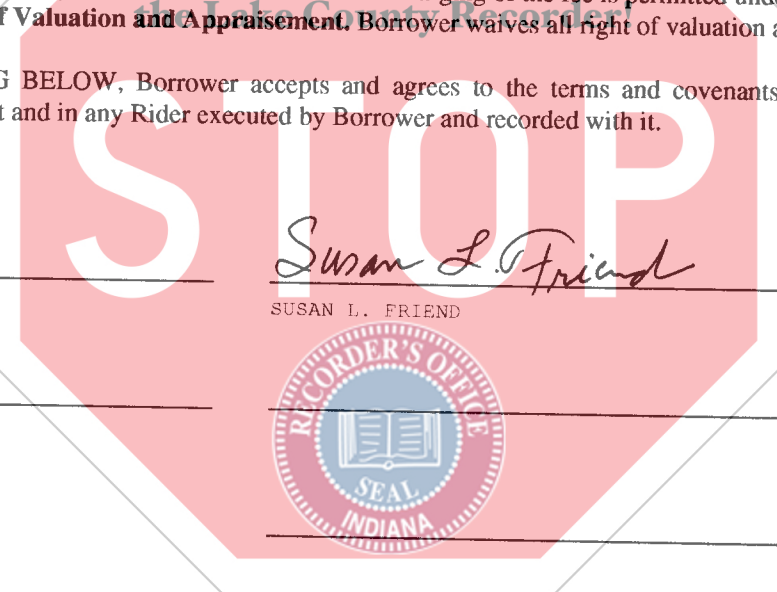 the Lake County Recorder!
f Valuation and Appraisement. Borrower waives all right of valuation a
G BELOW, Borrower accepts and agrees to the terms and covenants
t and in any Rider executed by Borrower and recorded with it.
STOP
Susan L. Friend
SUSAN L. FRIEND
RECORDER'S OFFICE
SEAL
INDIANA